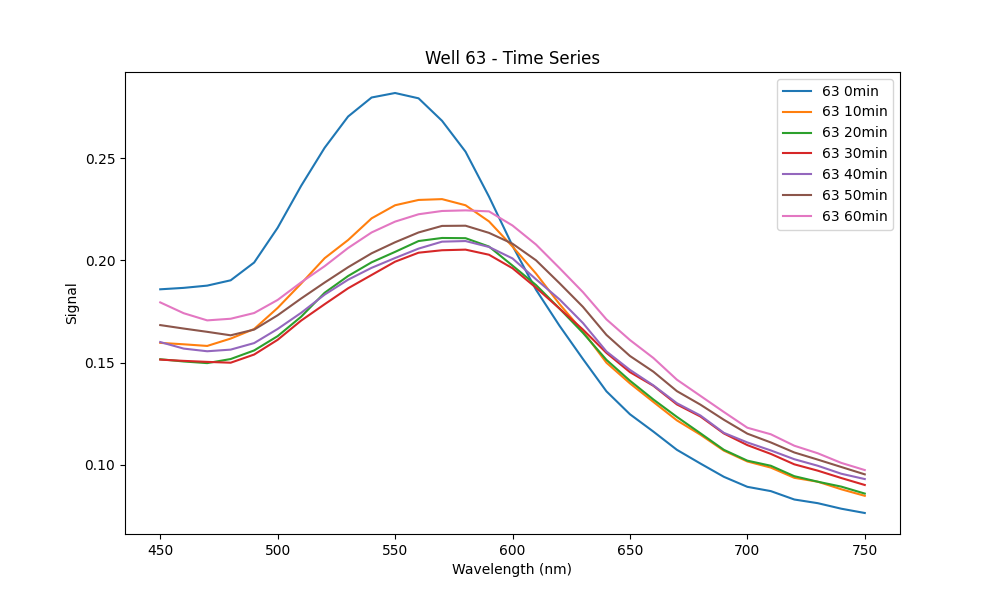 Well 63 - Time Series
63 0min
63 10min
63 20min
63 30min
63 40min
63 50min
63 60min
Signal
0.25
0.20
0.15
0.10
450 500 550 600 650 700 750
Wavelength (nm)